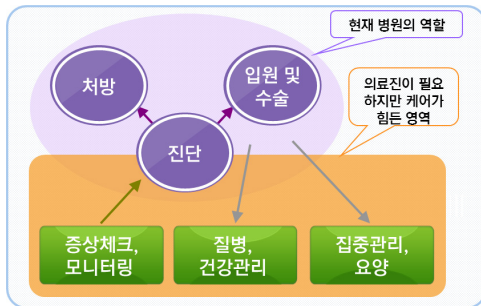 현재 병원의 역할
처방
입원 및
수술
의료진이 필요
하지만 케어가
힘든 영역
진단
증상체크,
모니터링
질병,
건강관리
집중관리,
요양